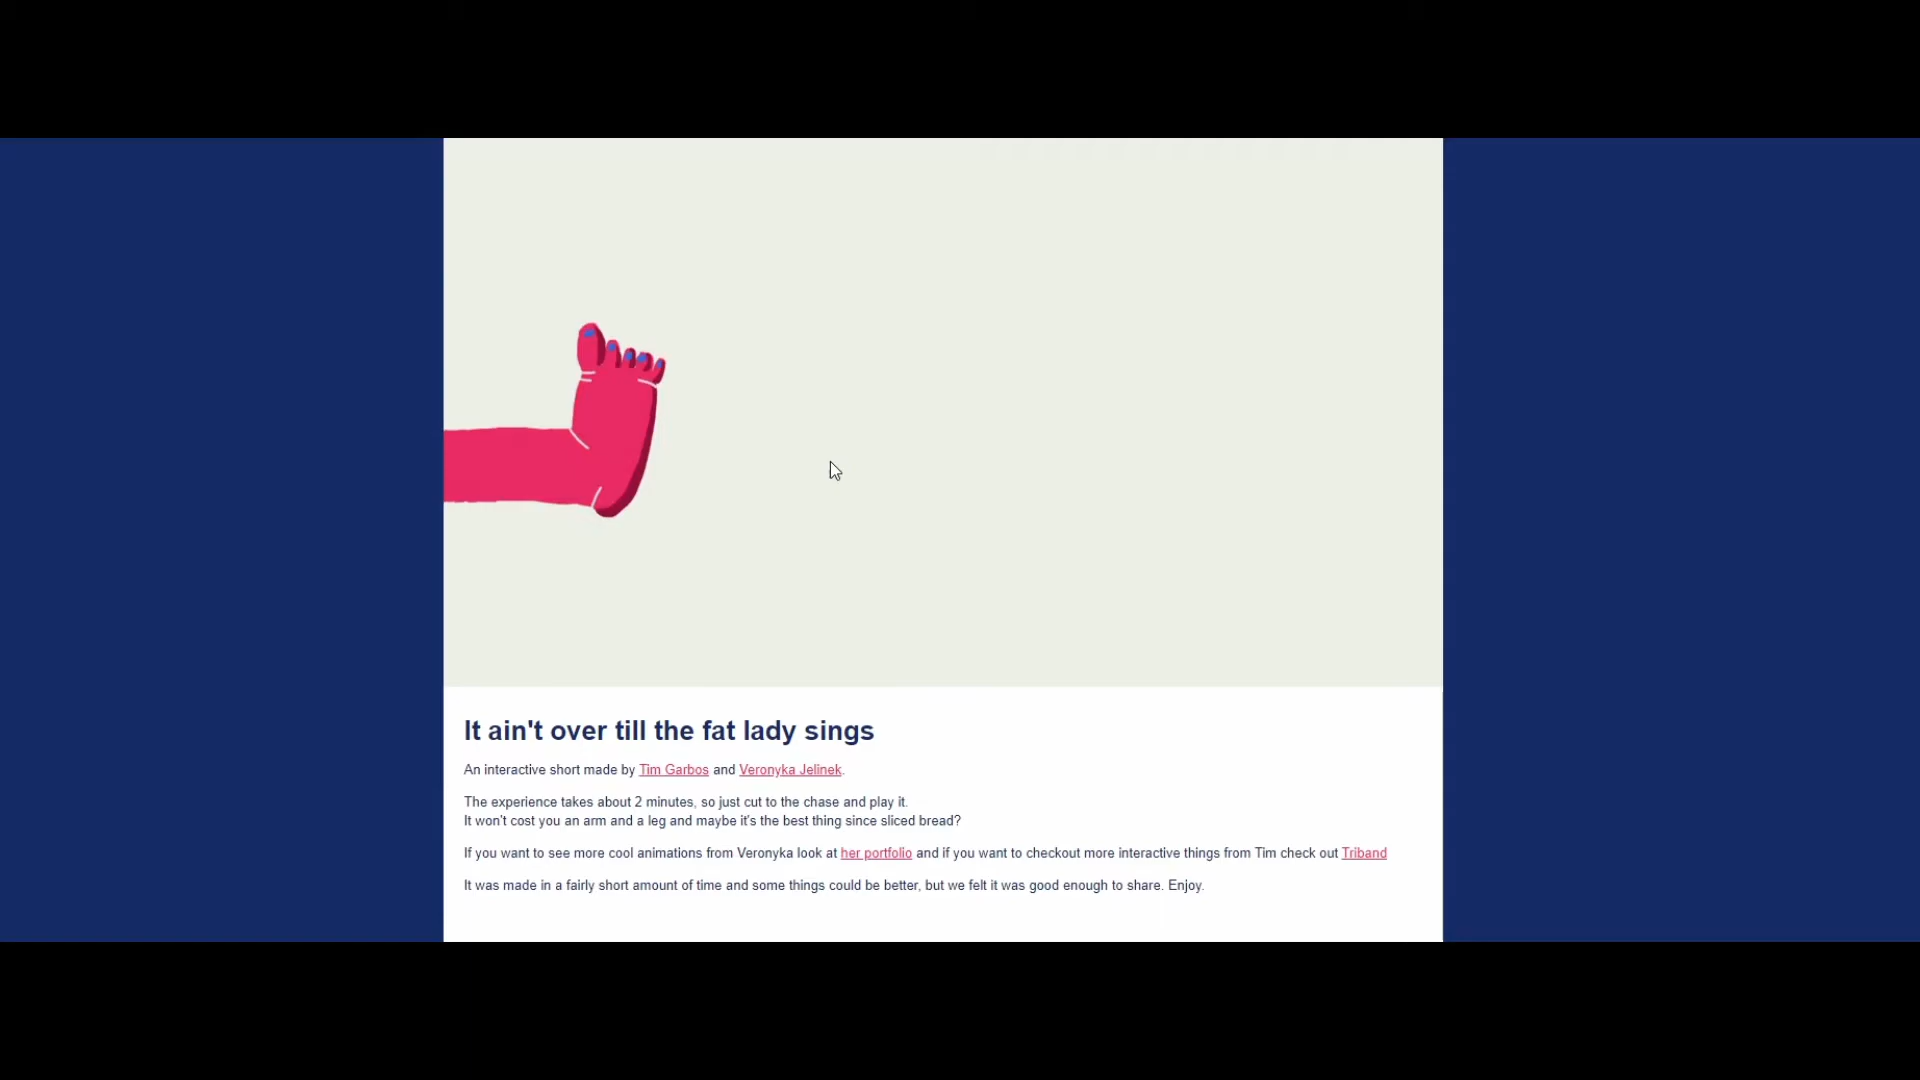 It ain't over till the fat lady sings
An interactive short made by Tim Garbos and Veronyka Jelinek.
The experience takes about 2 minutes, so just cut to the chase and play it.
It won't cost you an arm and a leg and maybe it's the best thing since sliced bread?
If you want to see more cool animations from Veronyka look at her portfolio and if you want to checkout more interactive things from Tim check out Triband
It was made in a fairly short amount of time and some things could be better, but we felt it was good enough to share. Enjoy.